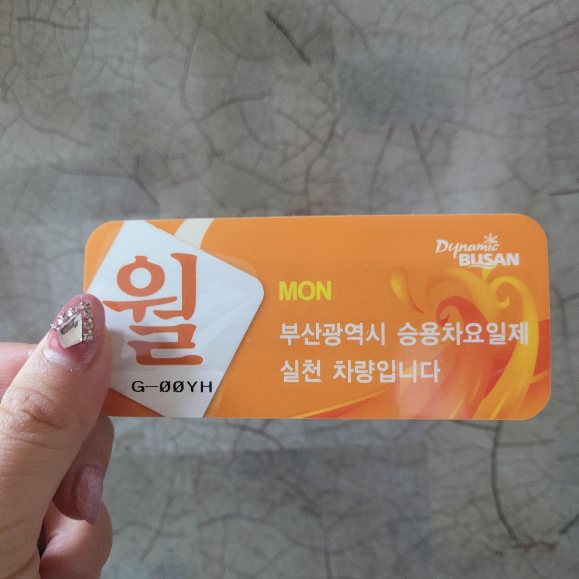 월
G-00YH
Dynamic
BUSAN
MON
부산광역시 승용차요일제
실천 차량입니다